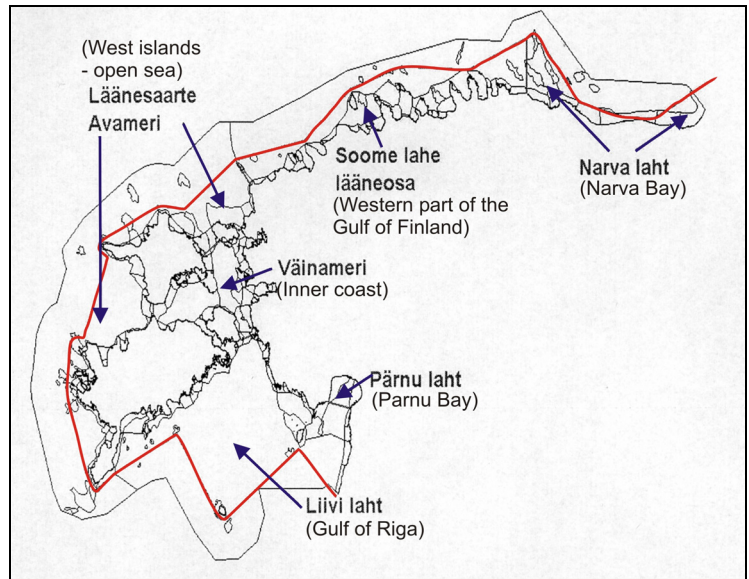 (West islands
- open sea)
Läänesaarte
Avameri
Soome lahe
lääneosa
(Western part of the
Gulf of Finland)
Narva laht
(Narva Bay)
Väinameri
(Inner coast)
Pärnu laht
(Parnu Bay)
Liivi laht
(Gulf of Riga)